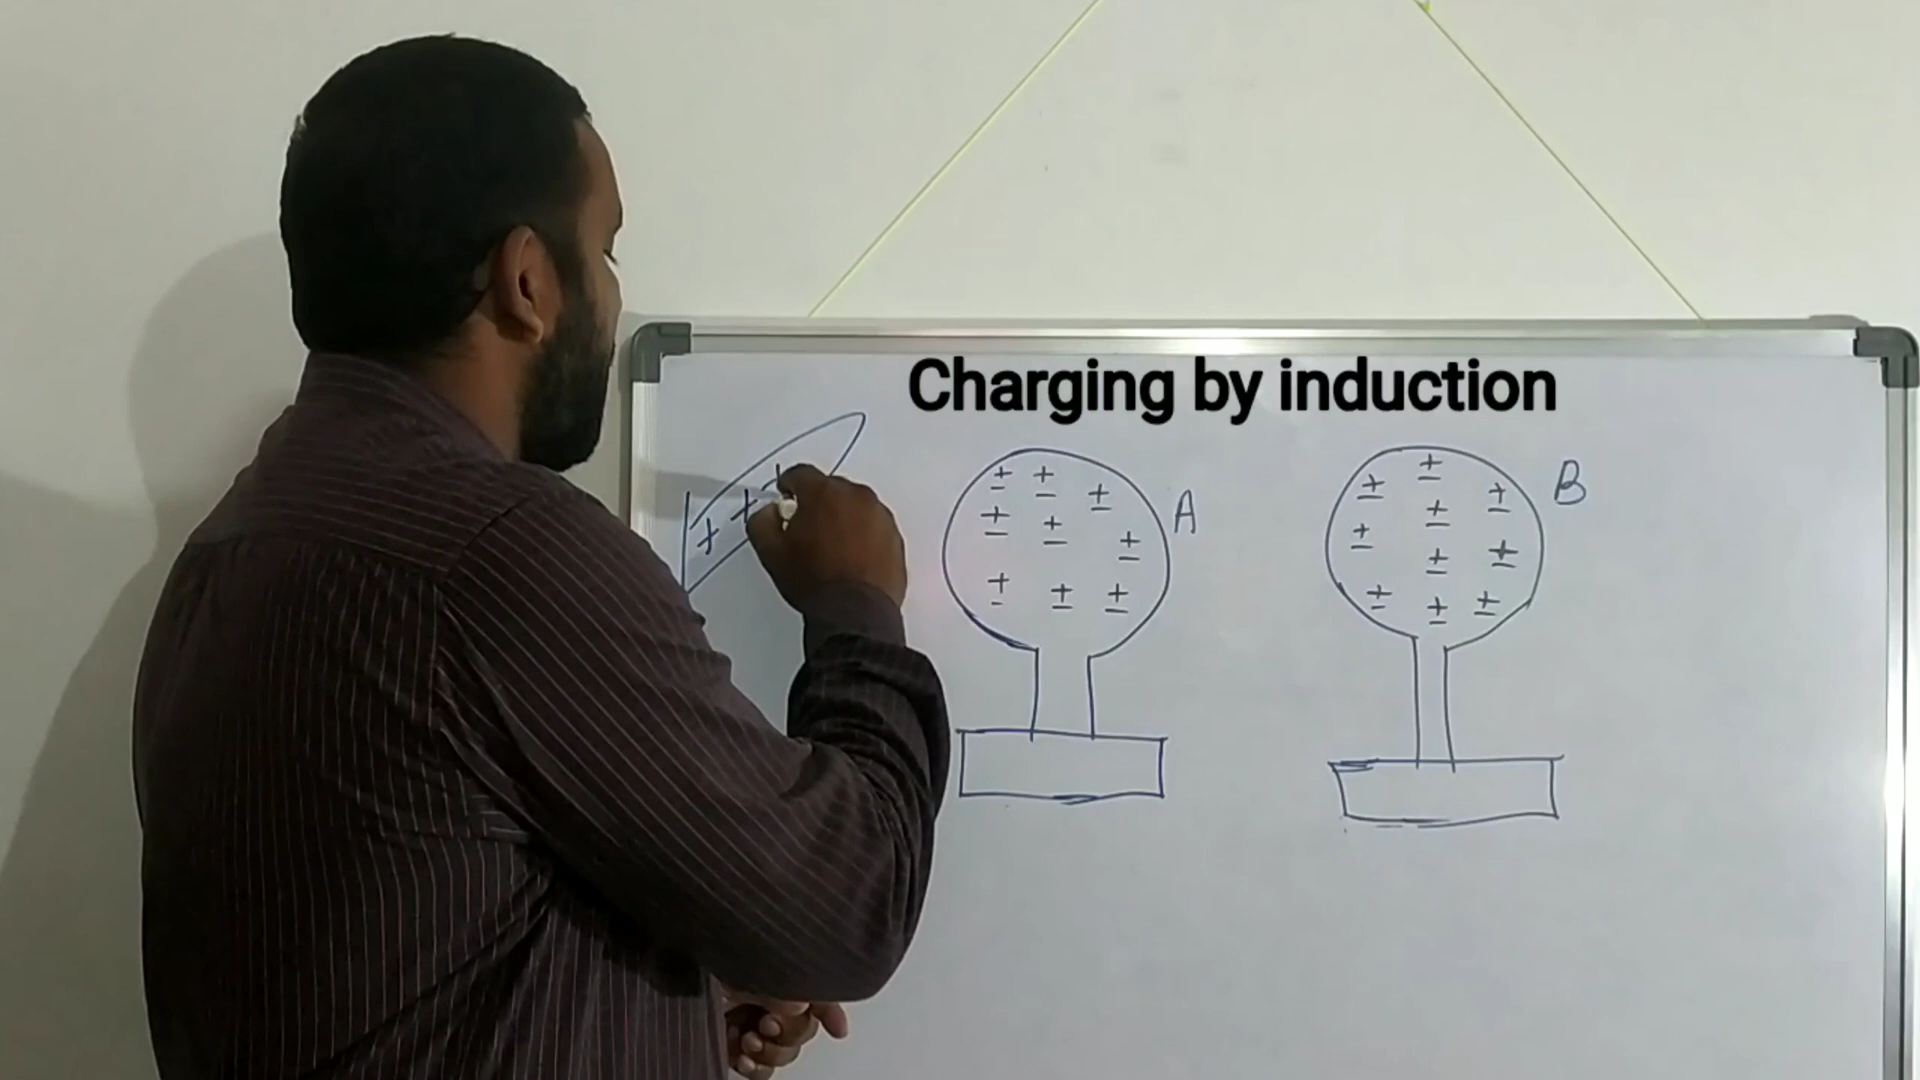 Charging by induction
+ + +
A
± ± ±
± ± ±
± ± ±
B
± ± ±
± ± ±
± ±
± ±